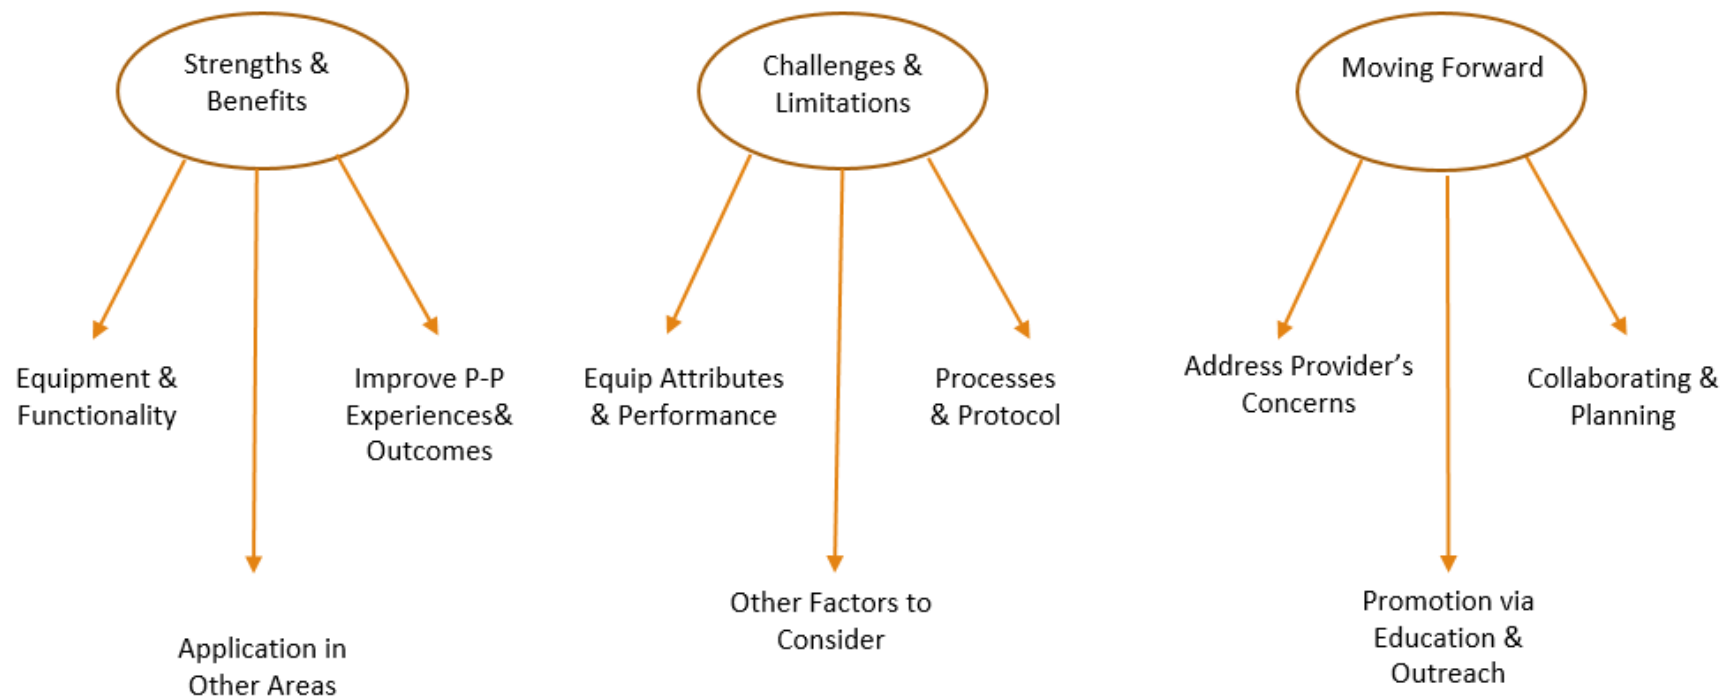 Strengths &
Benefits
Challenges &
Limitations
Moving Forward
Equipment &
Functionality
Improve P-P
Experiences&
Outcomes
Equip Attributes
& Performance
Processes
& Protocol
Address Provider’s
Concerns
Collaborating &
Planning
Application in
Other Areas
Other Factors to
Consider
Promotion via
Education &
Outreach